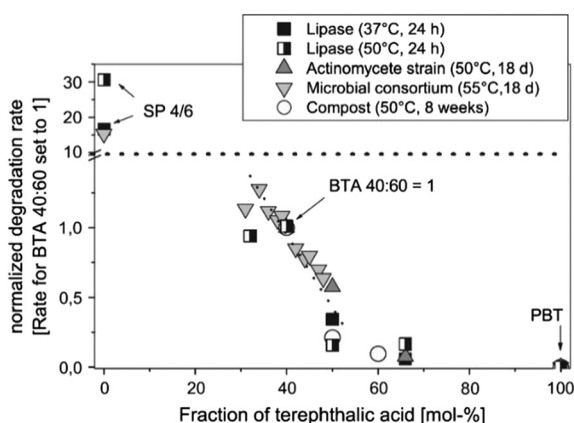 Lipase (37°C, 24 h)
Lipase (50°C, 24 h)
Actinomycete strain (50°C, 18 d)
Microbial consortium (55°C,18 d)
Compost (50°C, 8 weeks)
30
20
10
SP 4/6
BTA 40:60 = 1
1,0
0,5
0,0
PBT
0 20 40 60 80 100
Fraction of terephthalic acid [mol-%]
normalized degradation rate
[Rate for BTA 40:60 set to 1]